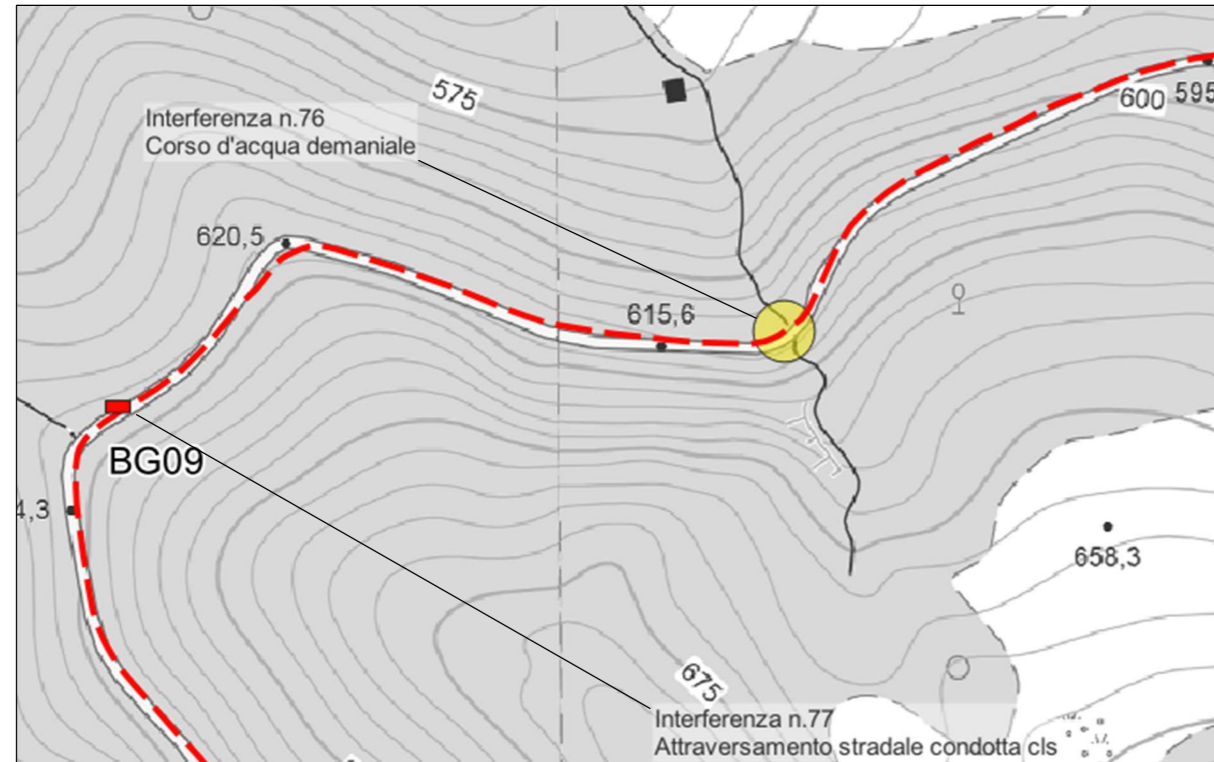 575
600 595
Interferenza n.76
Corso d'acqua demaniale
620,5
615,6
BG09
4,3
658,3
675
Interferenza n.77
Attraversamento stradale condotta cls